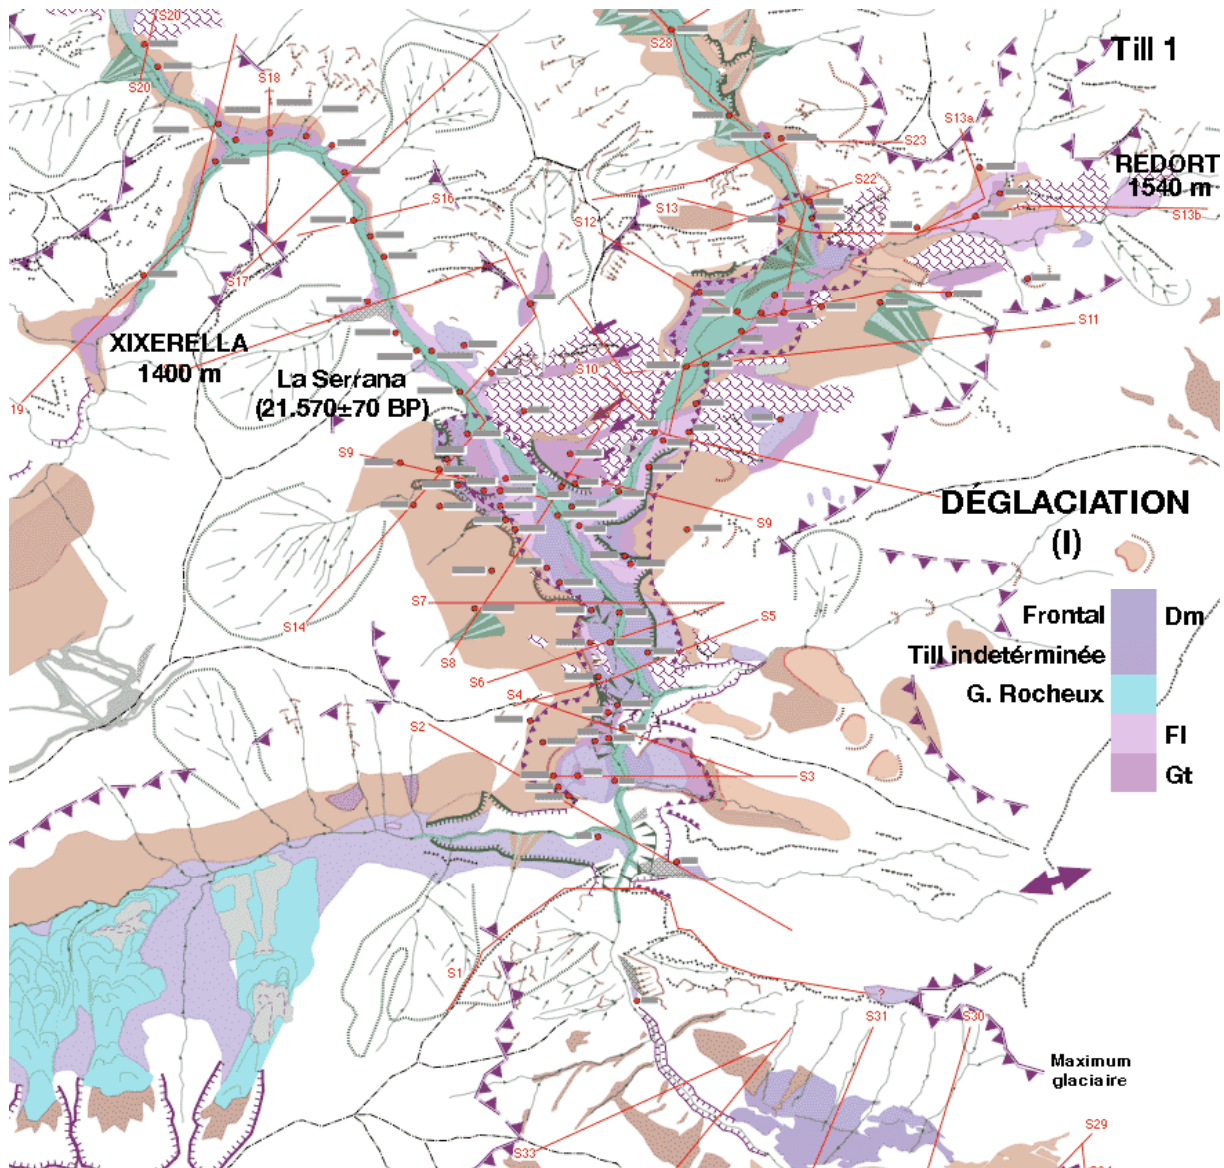 S20
S28
Till 1
S18
S20
S13a
S23
REDORT
1540 m
S22
S16
S13
S12
S13b
S17
S11
XIXERELLA
1400 m
La Serrana
(21.570±70 BP)
S10
19
S9
S9
DÉGLACIATION
(I)
S7
S5
S14
Frontal
Dm
S8
Till indetérminée
S6
S4
G. Rocheux
S2
Fl
S3
Gt
S1
?
S31
S30
Maximum
glaciaire
S29
S33